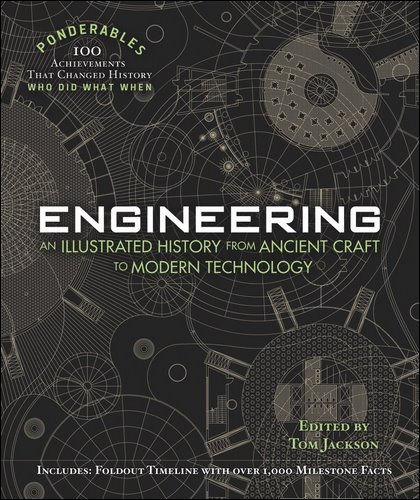 PONDERABLES
100
ACHIEVEMENTS
THAT CHANGED HISTORY
WHO DID WHAT WHEN
ENGINEERING
AN ILLUSTRATED HISTORY FROM ANCIENT CRAFT
TO MODERN TECHNOLOGY
EDITED BY
TOM JACKSON
INCLUDES: FOLDOUT TIMELINE WITH OVER 1,000 MILESTONE FACTS